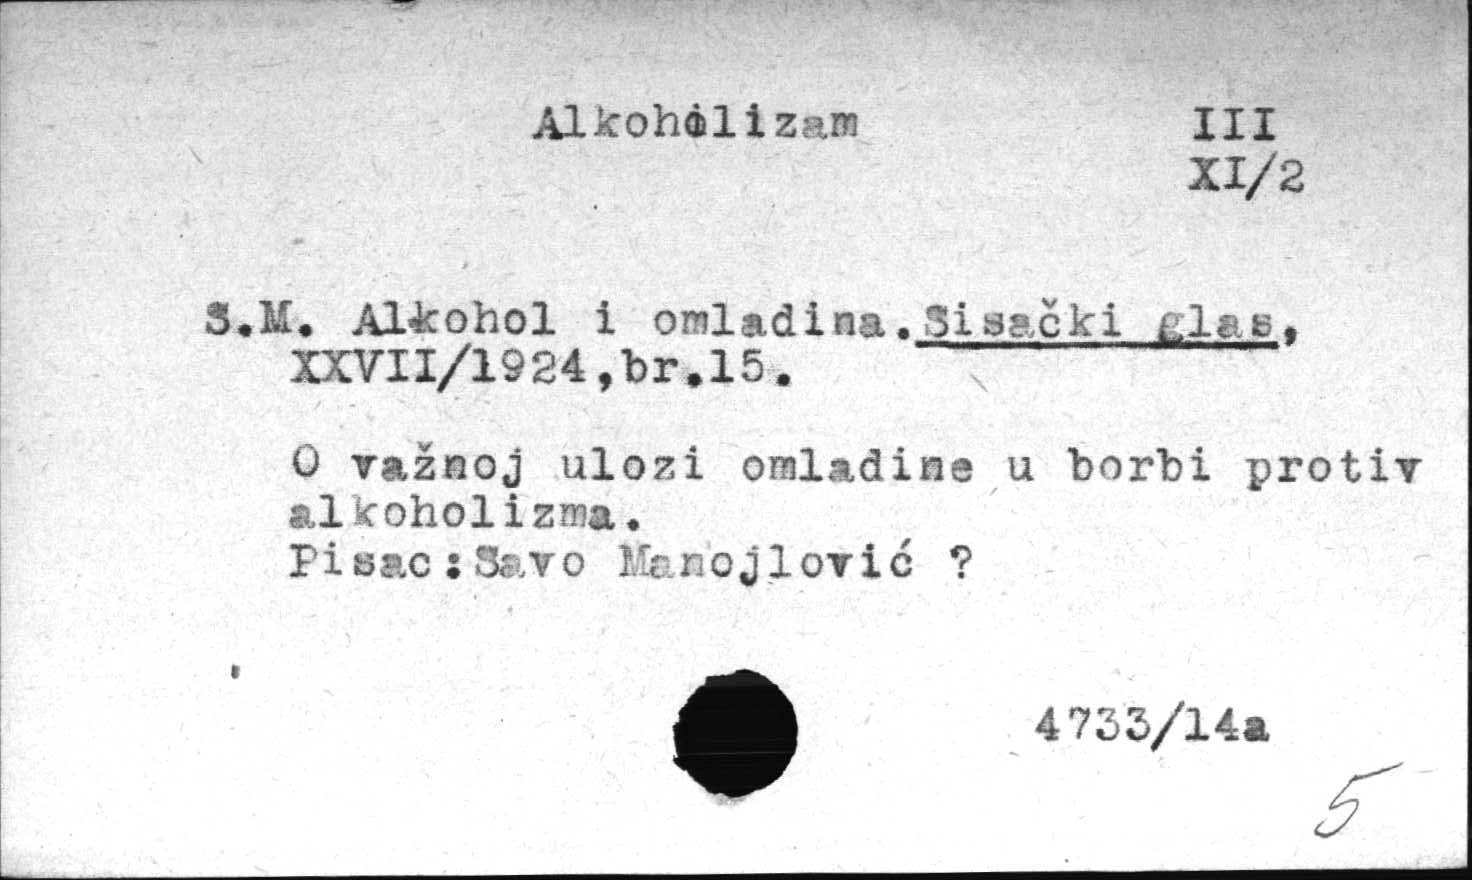 Alkoholizam
III
XI/2
S.M. Alkohol i omladina.Sisački glas,
XXVII/1924,br.15.
O važnoj ulozi omladine u borbi protiv
alkoholizma.
Pisac:Savo Manojlović ?
4733/14a
5